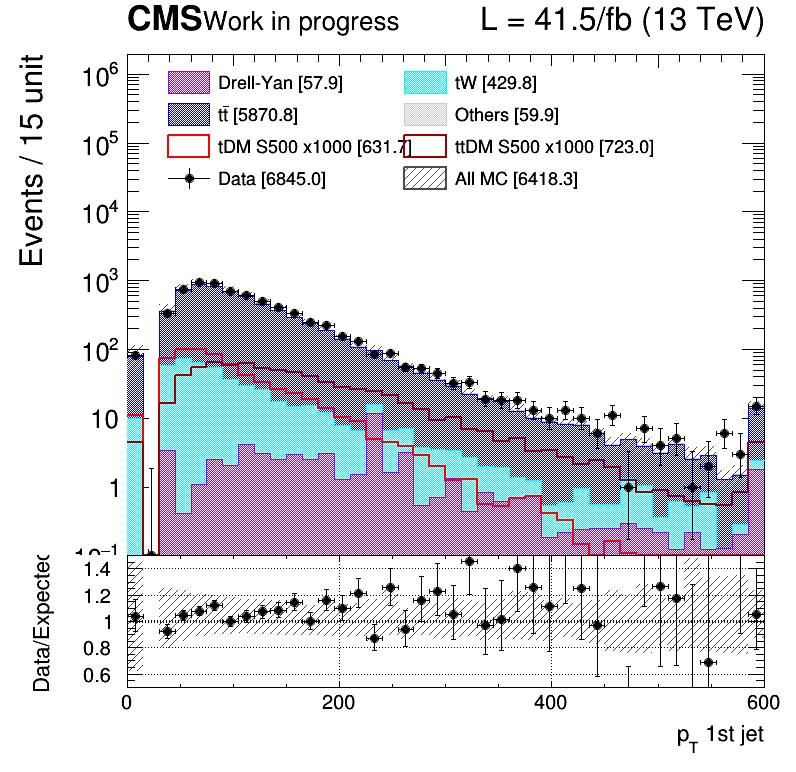 CMS Work in progress L = 41.5/fb (13 TeV)
Events / 15 unit
10⁶
10⁵
10⁴
10³
10²
10
1
10⁻¹
Drell-Yan [57.9] tW [429.8]
tt̄ [5870.8] Others [59.9]
tDM S500 x1000 [631.7] ttDM S500 x1000 [723.0]
Data [6845.0] All MC [6418.3]
Data/Expected
1.4
1.2
1
0.8
0.6
0 200 400 600
p_T 1st jet